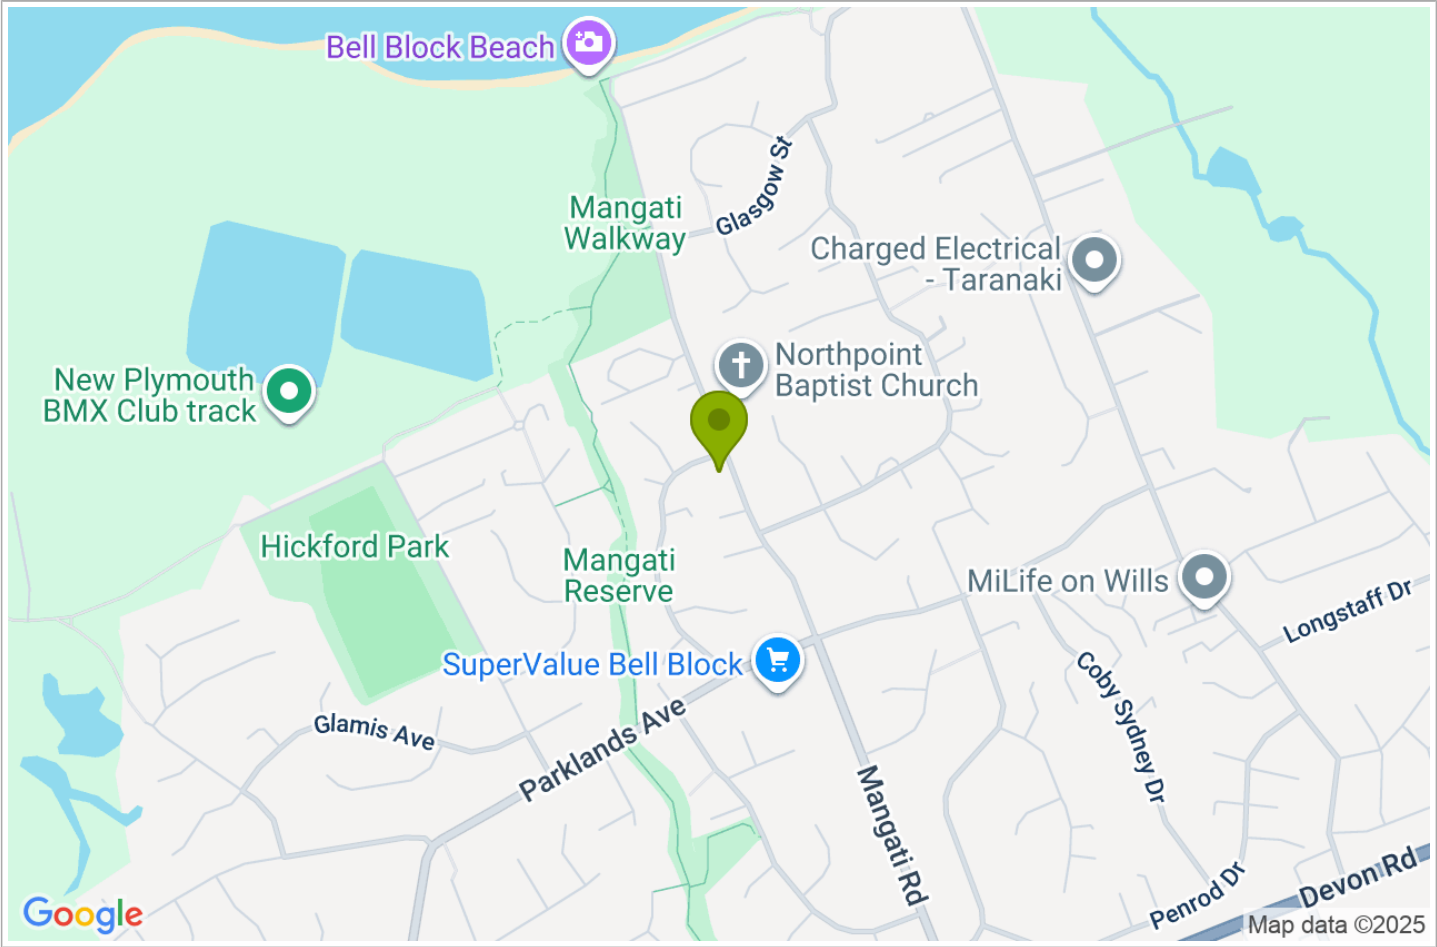 Bell Block Beach
Glasgow St
Mangati
Walkway
Charged Electrical
- Taranaki
Northpoint
Baptist Church
New Plymouth
BMX Club track
Hickford Park
Mangati
Reserve
MiLife on Wills
Longstaff Dr
SuperValue Bell Block
Coby Sydney Dr
Glamis Ave
Parklands Ave
Mangati Rd
Devon Rd
Penrod Dr
Google
Map data ©2025